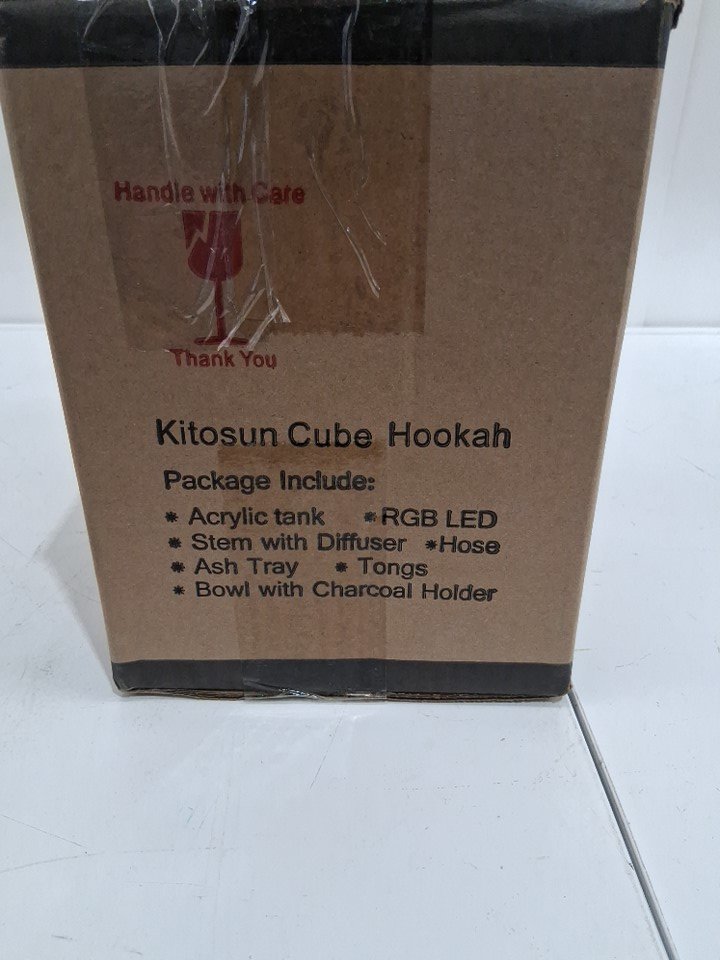 Handle with Care
Thank You
Kitosun Cube Hookah
Package Include:
* Acrylic tank * RGB LED
* Stem with Diffuser *Hose
* Ash Tray * Tongs
* Bowl with Charcoal Holder